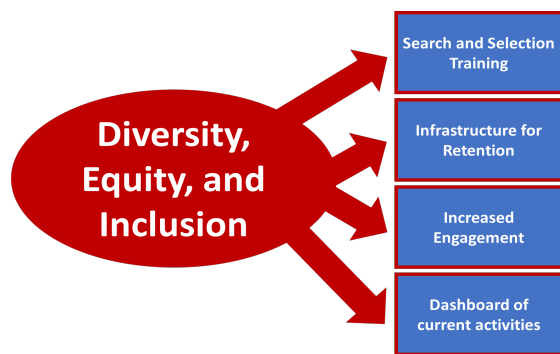 Diversity,
Equity, and
Inclusion
Search and Selection
Training
Infrastructure for
Retention
Increased
Engagement
Dashboard of
current activities